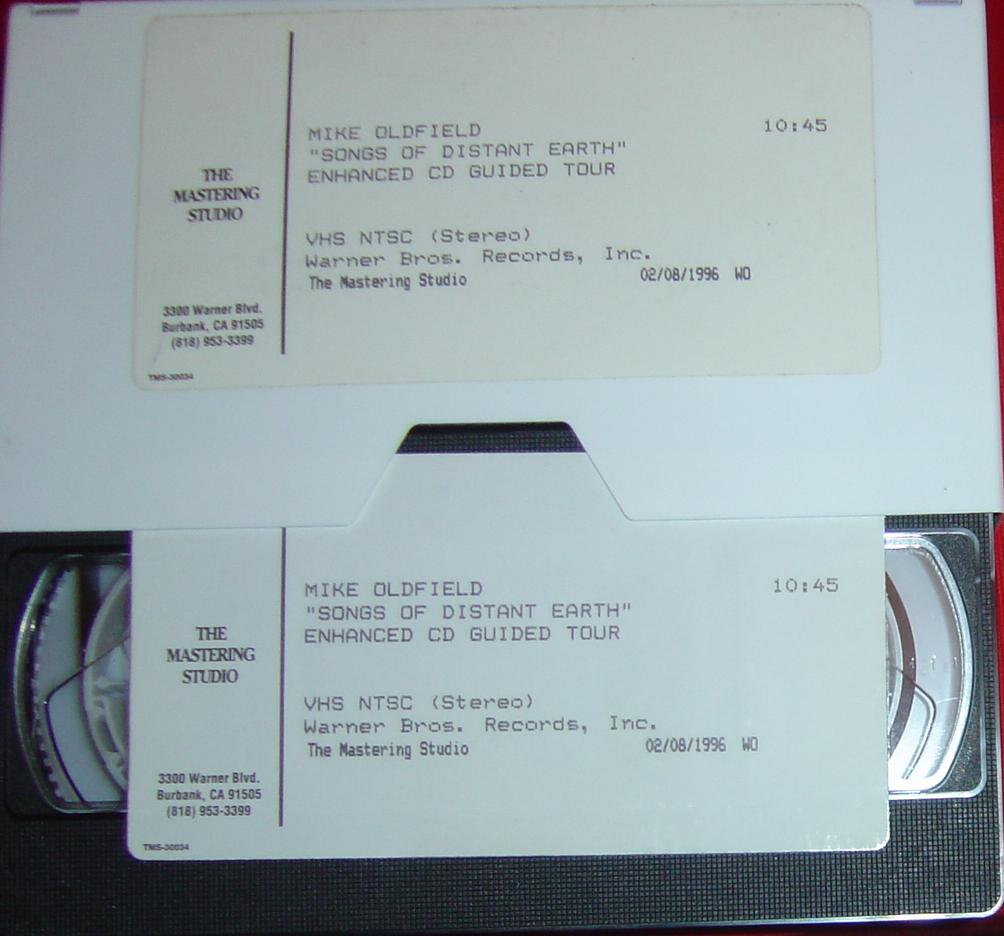 THE
MASTERING
STUDIO
3300 Warner Blvd.
Burbank, CA 91505
(818) 953-3399
TMS-30034
MIKE OLDFIELD 10:45
"SONGS OF DISTANT EARTH"
ENHANCED CD GUIDED TOUR
VHS NTSC (Stereo)
Warner Bros. Records, Inc.
The Mastering Studio 02/08/1996 WO
THE
MASTERING
STUDIO
3300 Warner Blvd.
Burbank, CA 91505
(818) 953-3399
TMS-30034
MIKE OLDFIELD 10:45
"SONGS OF DISTANT EARTH"
ENHANCED CD GUIDED TOUR
VHS NTSC (Stereo)
Warner Bros. Records, Inc.
The Mastering Studio 02/08/1996 WO